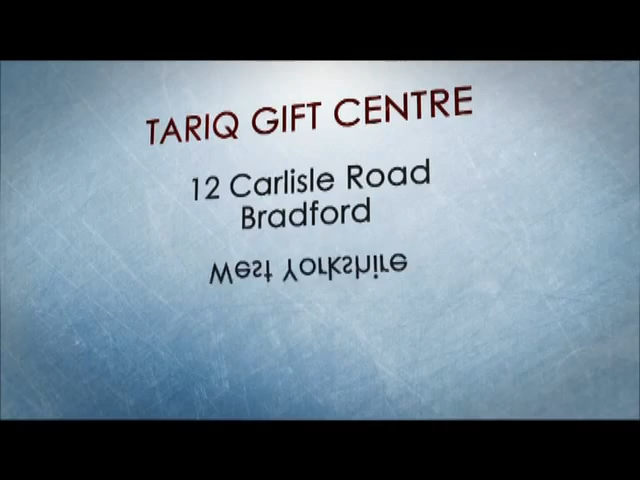 TARIQ GIFT CENTRE
12 Carlisle Road
Bradford
West Yorkshire